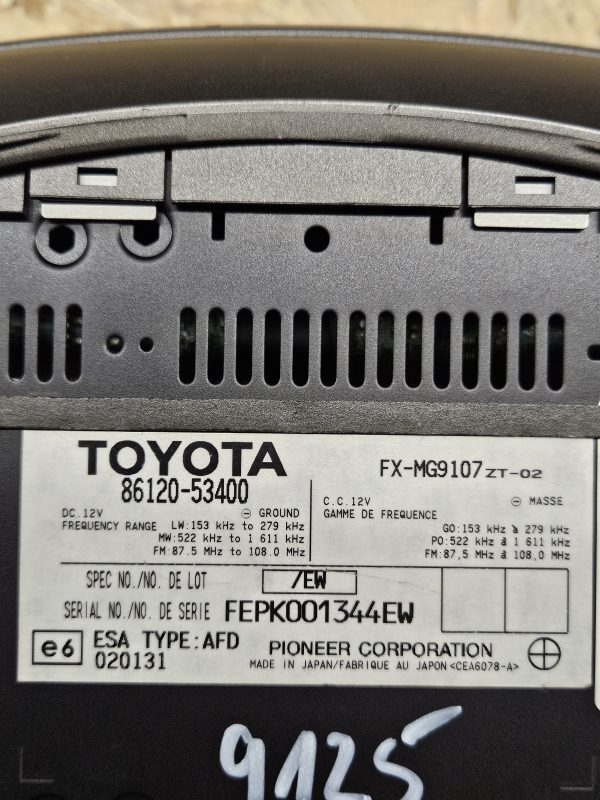 TOYOTA
86120-53400
FX-MG9107ZT-02
DC.12V ⊖ GROUND
FREQUENCY RANGE LW:153 kHz to 279 kHz
MW:522 kHz to 1 611 kHz
FM:87.5 MHz to 108.0 MHz
C.C.12V ⊖ MASSE
GAMME DE FREQUENCE
GO:153 kHz à 279 kHz
PO:522 kHz à 1 611 kHz
FM:87,5 MHz à 108,0 MHz
SPEC NO./NO. DE LOT /EW
SERIAL NO./NO. DE SERIE FEPK001344EW
e6 ESA TYPE:AFD
020131
PIONEER CORPORATION
MADE IN JAPAN/FABRIQUE AU JAPON <CEA6078-A>
9125